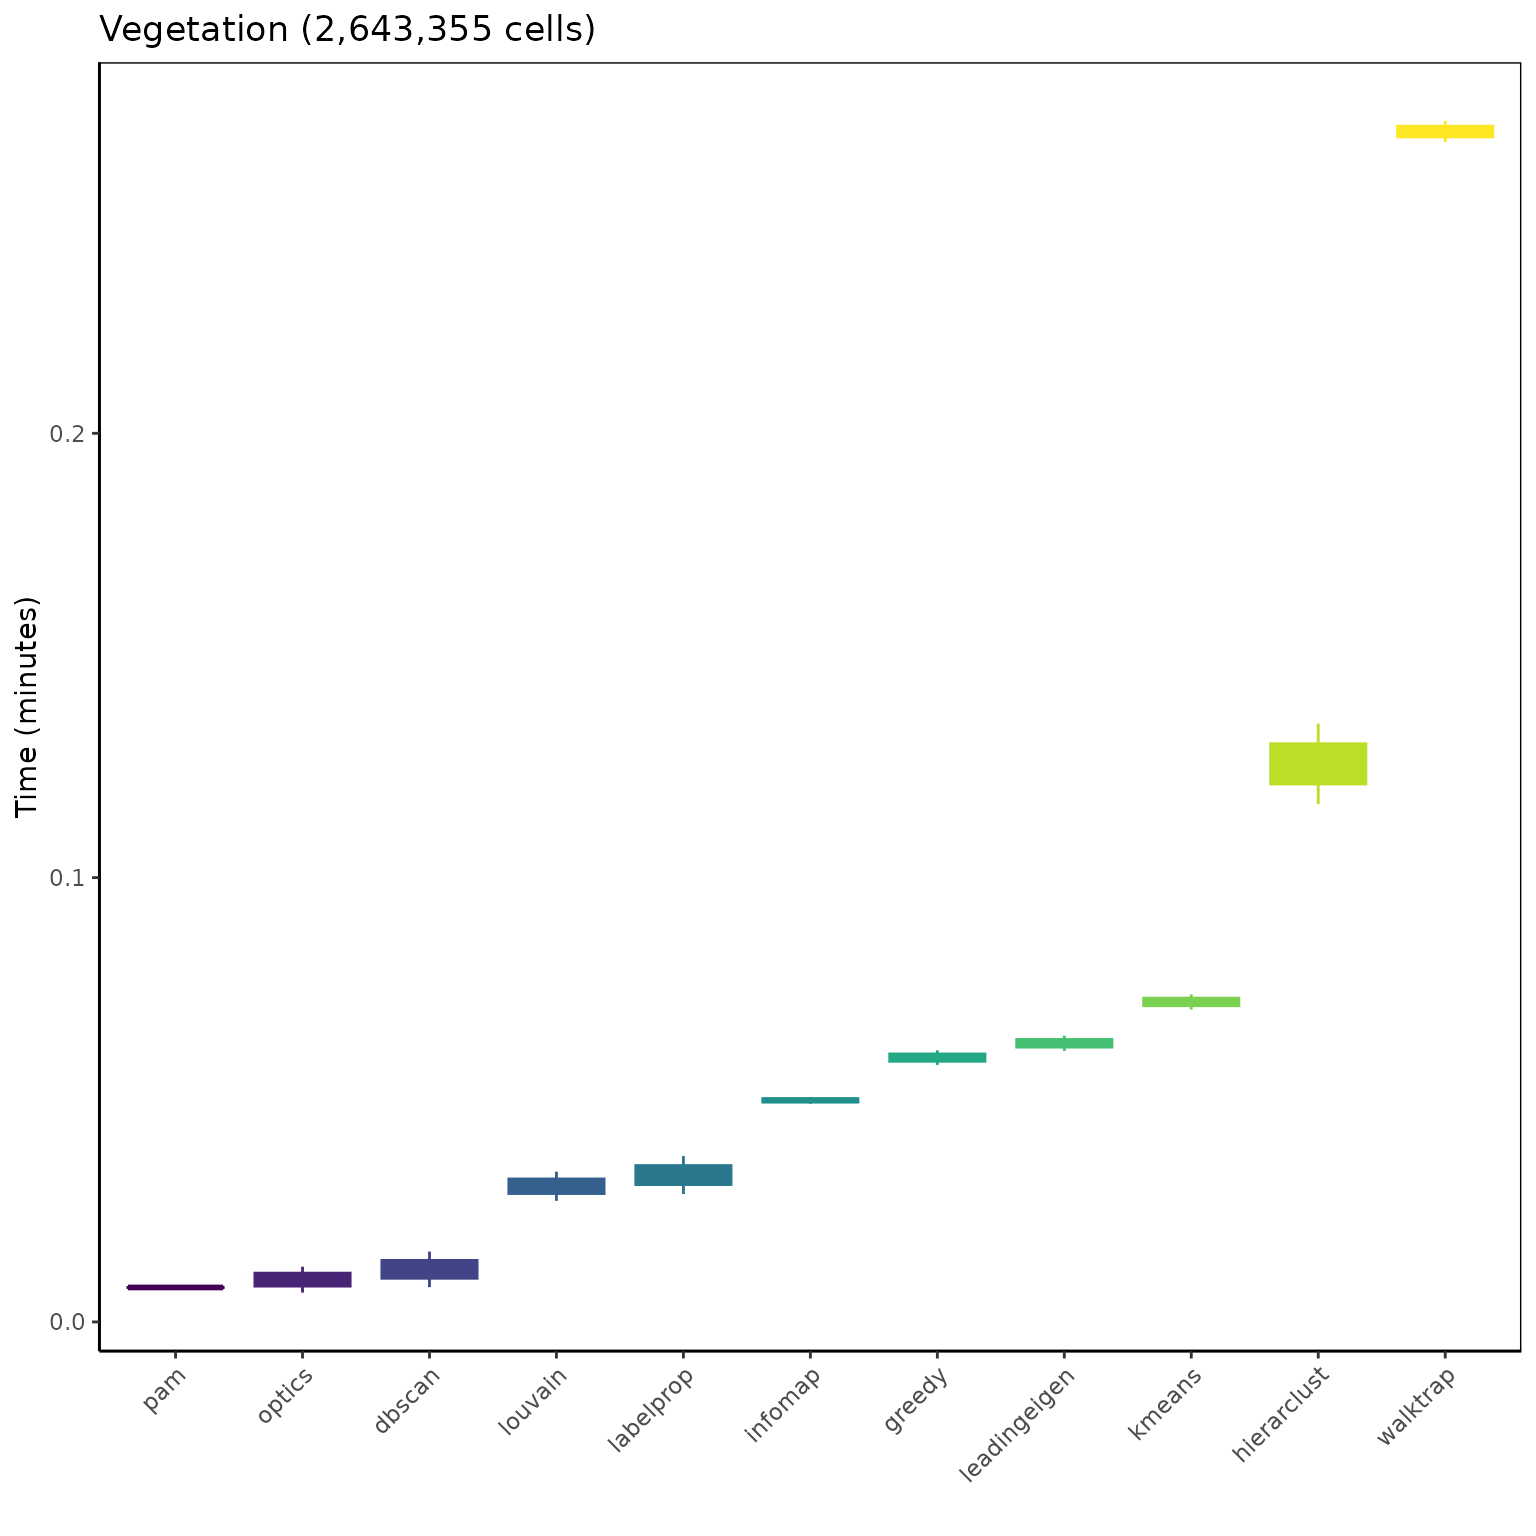 Vegetation (2,643,355 cells)
Time (minutes)
0.2
0.1
0.0
pam
optics
dbscan
louvain
labelprop
infomap
greedy
leadingeigen
kmeans
hierarclust
walktrap